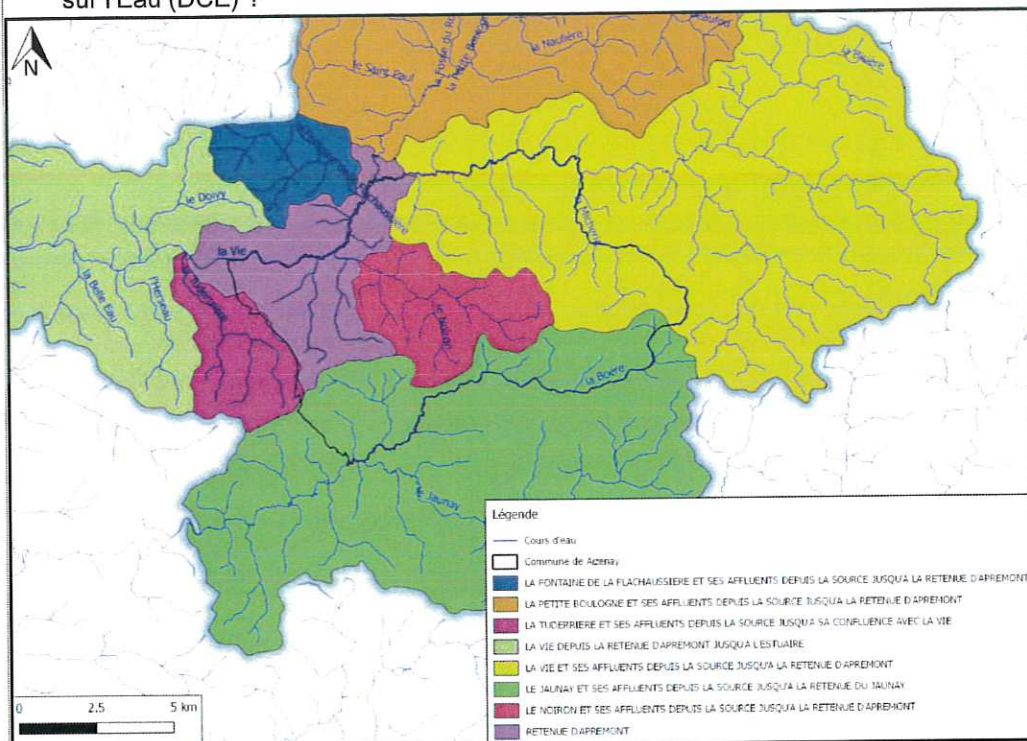 sur l'Eau (DCE) ?
N
le Saint Paul
la Naulière
la Rivière
le Doivy
la Vie
la Belle Eau
l'Herseau
le Noiron
la Boère
le Jaunay
Légende
Cours d'eau
Commune de Aizenay
LA FONTAINE DE LA FLACHAUSSIERE ET SES AFFLUENTS DEPUIS LA SOURCE JUSQU'A LA RETENUE D'APREMONT
LA PETITE BOULOGNE ET SES AFFLUENTS DEPUIS LA SOURCE JUSQU'A LA RETENUE D'APREMONT
LA TUDERRIERE ET SES AFFLUENTS DEPUIS LA SOURCE JUSQU'A SA CONFLUENCE AVEC LA VIE
LA VIE DEPUIS LA RETENUE D'APREMONT JUSQU'A L'ESTUAIRE
LA VIE ET SES AFFLUENTS DEPUIS LA SOURCE JUSQU'A LA RETENUE D'APREMONT
LE JAUNAY ET SES AFFLUENTS DEPUIS LA SOURCE JUSQU'A LA RETENUE DU JAUNAY
LE NOIRON ET SES AFFLUENTS DEPUIS LA SOURCE JUSQU'A LA RETENUE D'APREMONT
RETENUE D'APREMONT
0 2.5 5 km